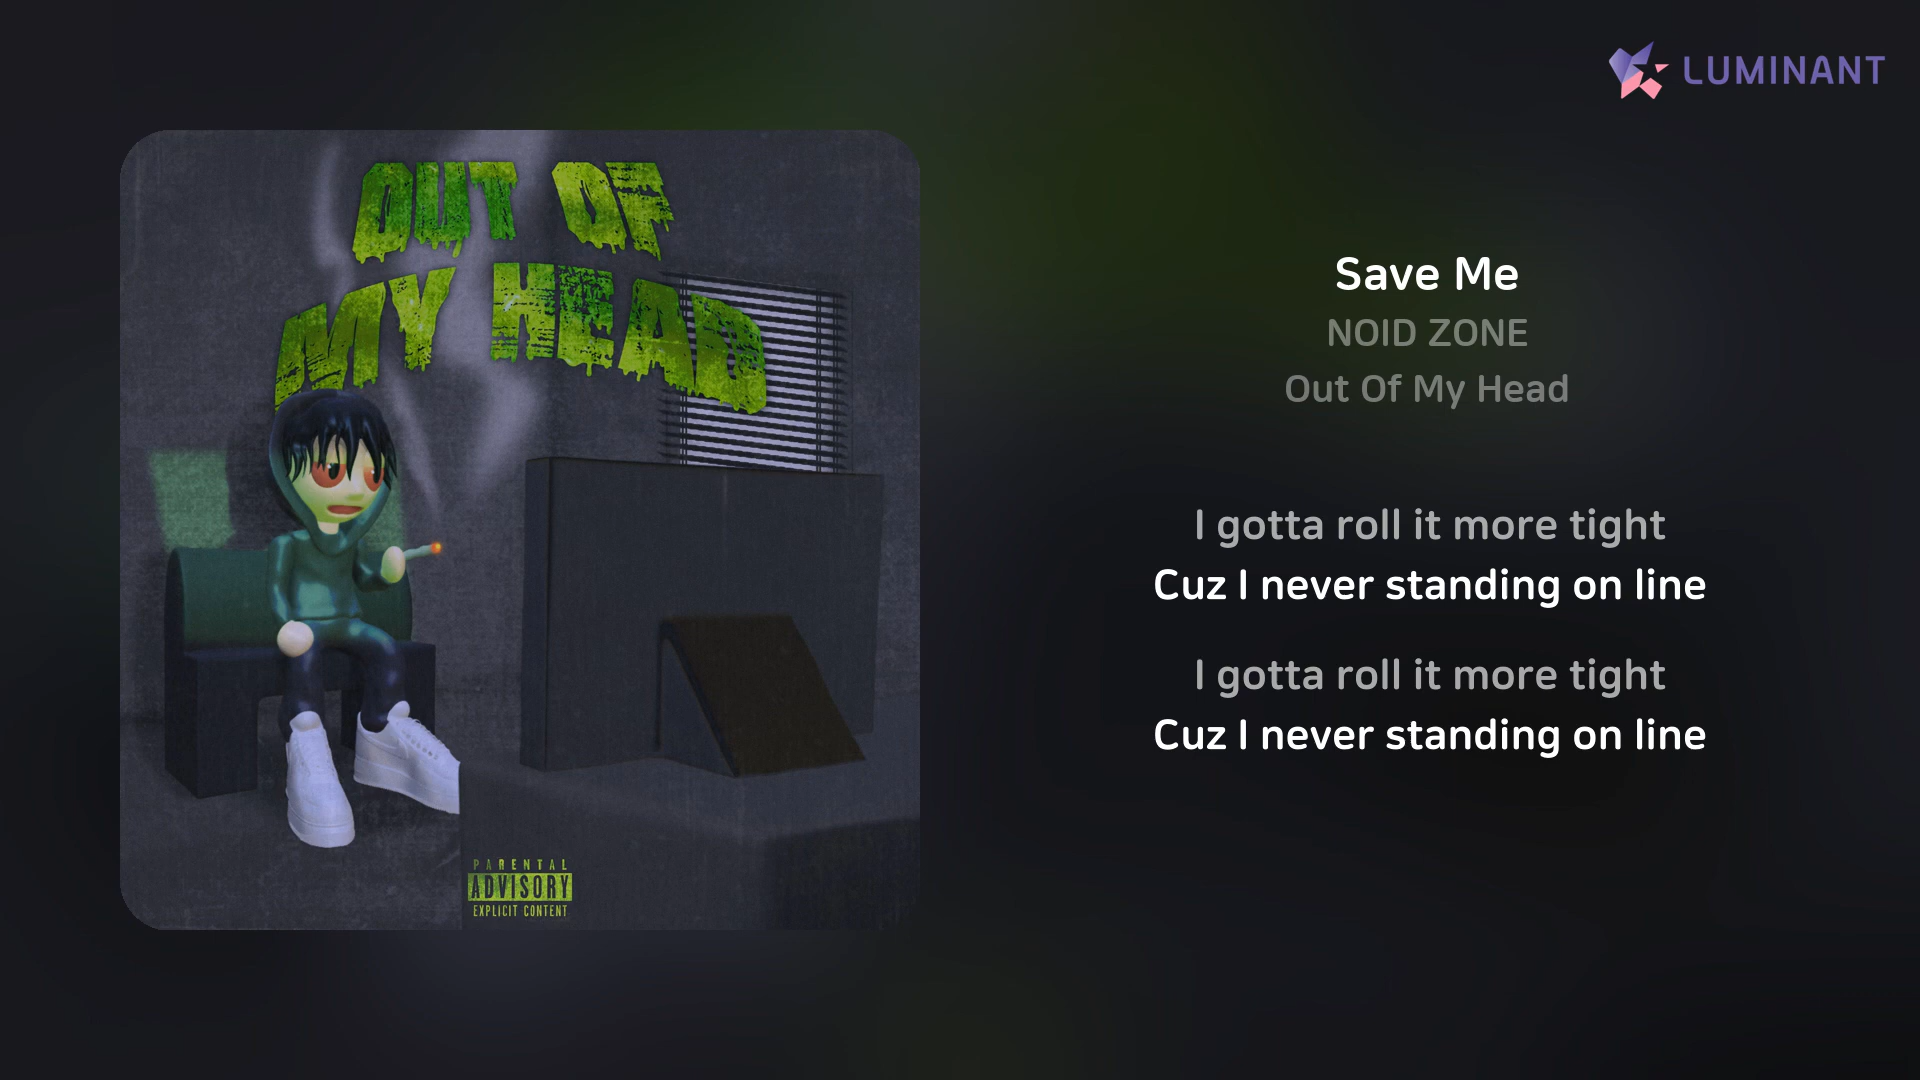 LUMINANT
OUT OF
MY HEAD
PARENTAL
ADVISORY
EXPLICIT CONTENT
Save Me
NOID ZONE
Out Of My Head
I gotta roll it more tight
Cuz I never standing on line
I gotta roll it more tight
Cuz I never standing on line